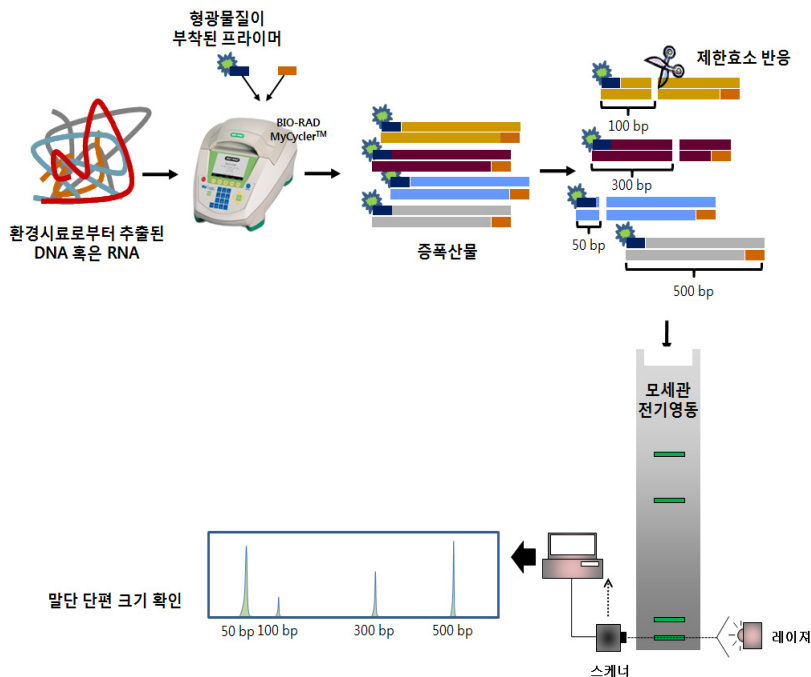 형광물질이
부착된 프라이머
BIO-RAD
MyCycler™
제한효소 반응
100 bp
300 bp
50 bp
500 bp
환경시료로부터 추출된
DNA 혹은 RNA
증폭산물
모세관
전기영동
말단 단편 크기 확인
50 bp 100 bp 300 bp 500 bp
스케너
레이져